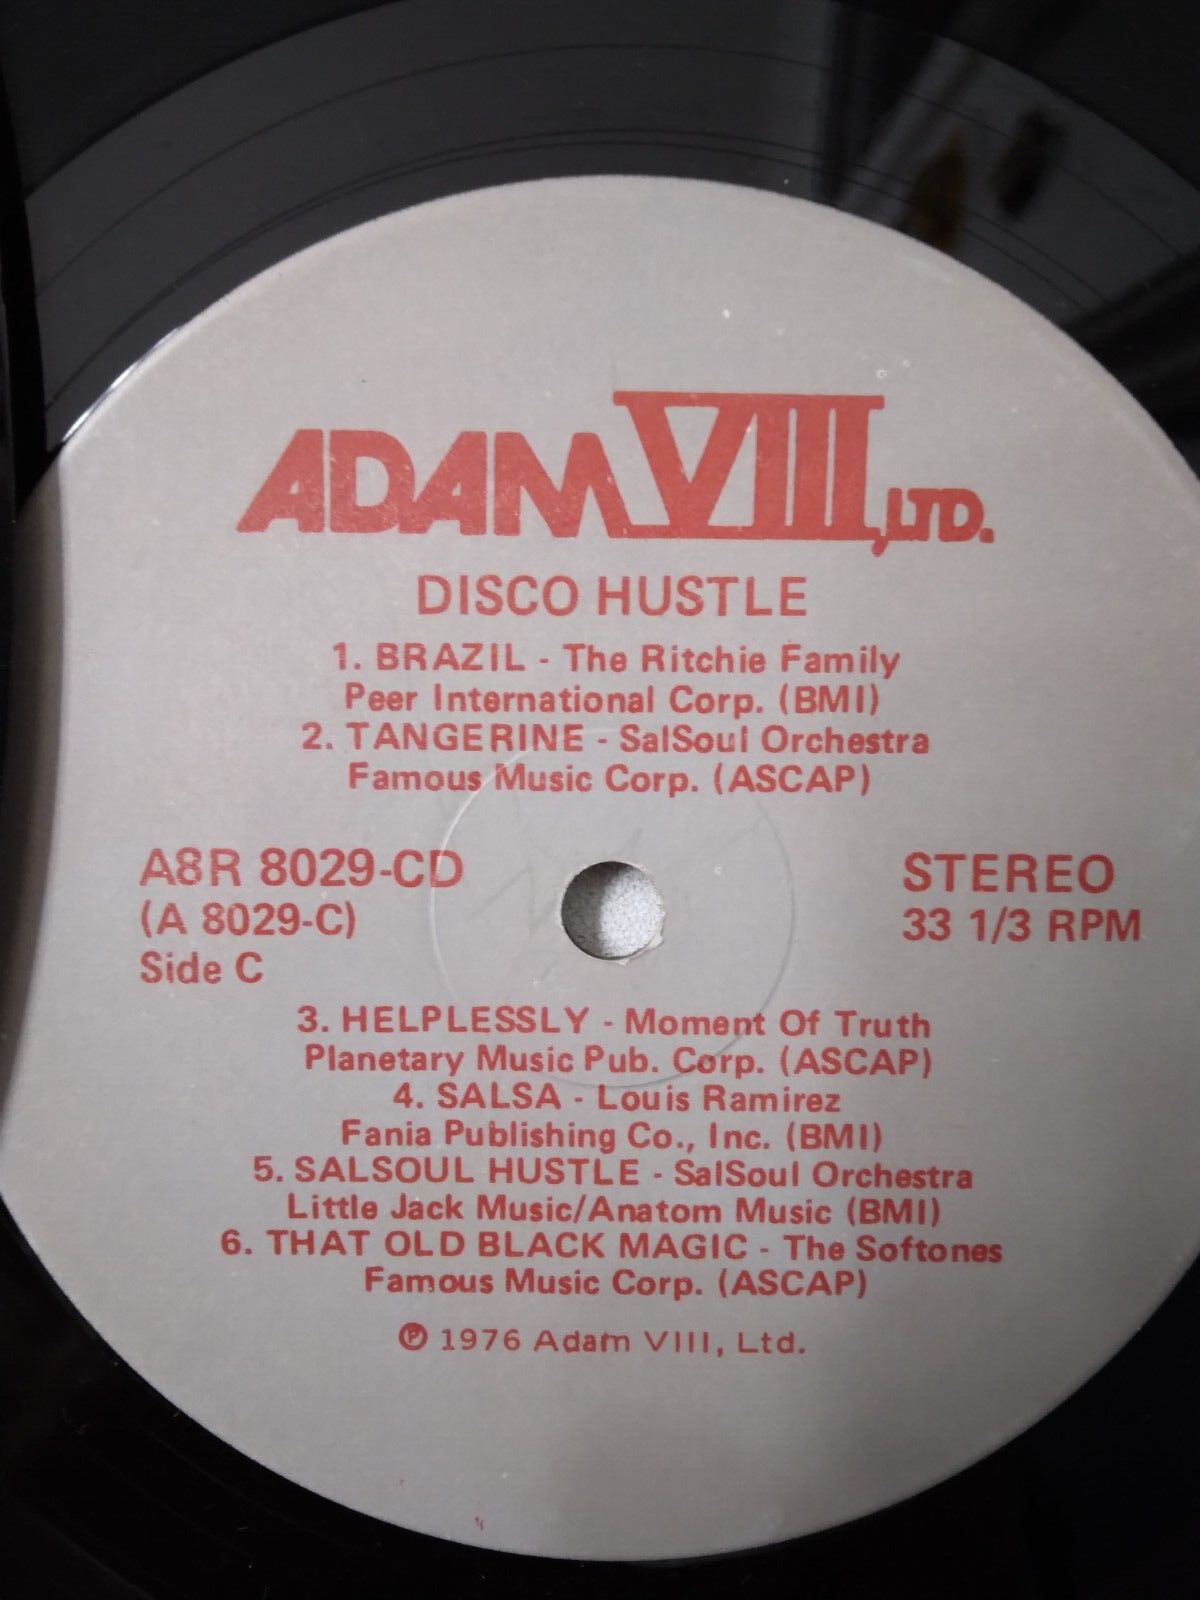 ADAM VIII, LTD.
DISCO HUSTLE
1. BRAZIL - The Ritchie Family
Peer International Corp. (BMI)
2. TANGERINE - SalSoul Orchestra
Famous Music Corp. (ASCAP)
A8R 8029-CD
(A 8029-C)
Side C
STEREO
33 1/3 RPM
3. HELPLESSLY - Moment Of Truth
Planetary Music Pub. Corp. (ASCAP)
4. SALSA - Louis Ramirez
Fania Publishing Co., Inc. (BMI)
5. SALSOUL HUSTLE - SalSoul Orchestra
Little Jack Music/Anatom Music (BMI)
6. THAT OLD BLACK MAGIC - The Softones
Famous Music Corp. (ASCAP)
℗ 1976 Adam VIII, Ltd.